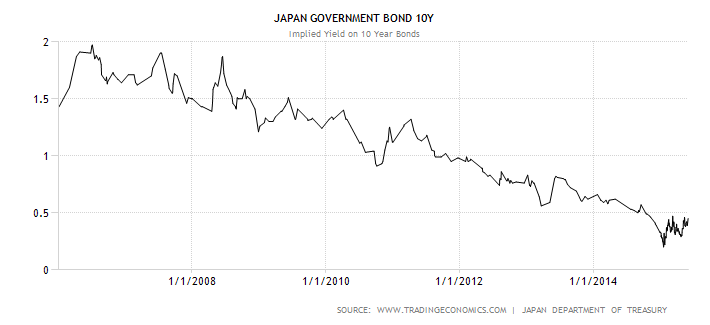 JAPAN GOVERNMENT BOND 10Y
Implied Yield on 10 Year Bonds
2
1.5
1
0.5
0
1/1/2008 1/1/2010 1/1/2012 1/1/2014
SOURCE: WWW.TRADINGECONOMICS.COM | JAPAN DEPARTMENT OF TREASURY